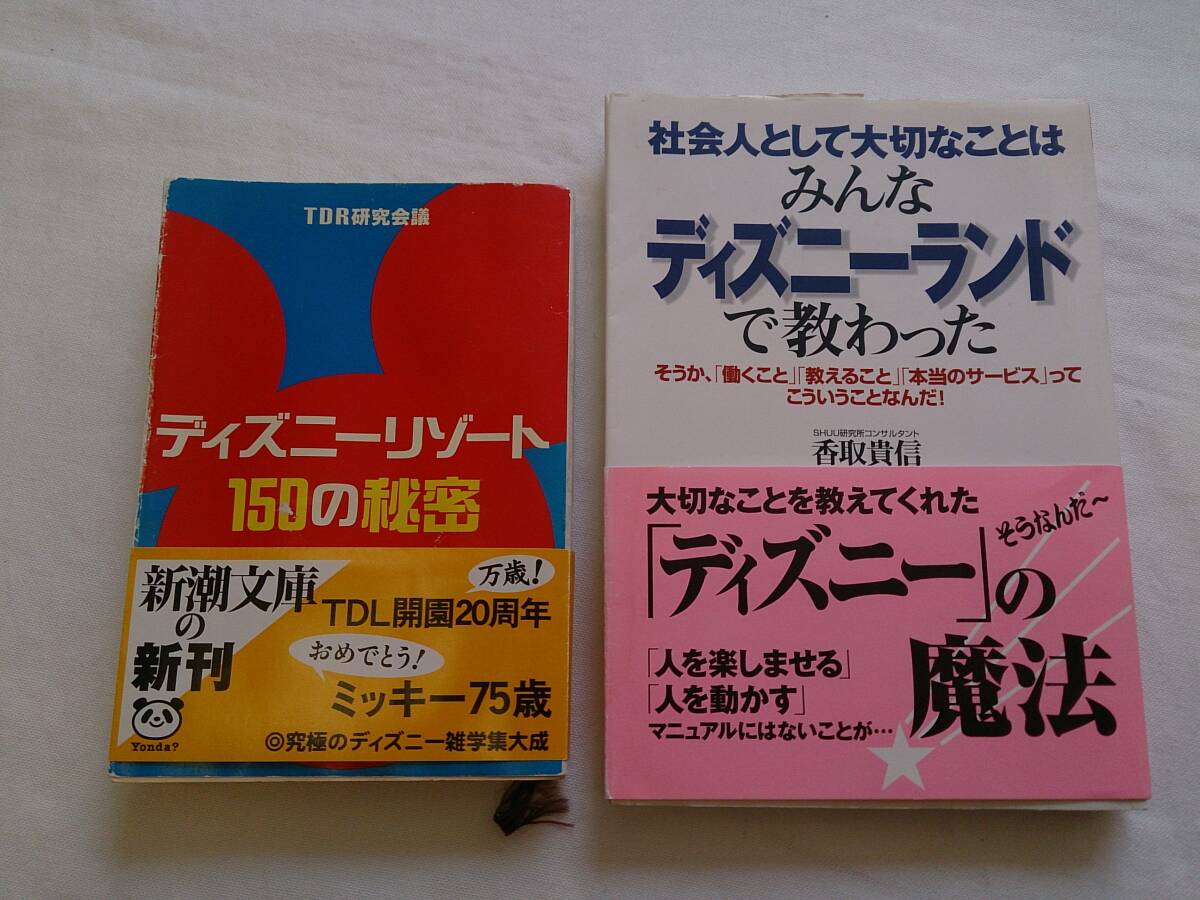 TDR研究会議
ディズニーリゾート
150の秘密
新潮文庫
の
新刊
Yonda?
万歳!
TDL開園20周年
おめでとう!
ミッキー75歳
◎究極のディズニー雑学集大成
社会人として大切なことは
みんな
ディズニーランド
で教わった
そうか、「働くこと」「教えること」「本当のサービス」って
こういうことなんだ!
SHUU研究所コンサルタント
香取貴信
大切なことを教えてくれた
そうなんだ〜
「ディズニー」の
魔法
「人を楽しませる」
「人を動かす」
マニュアルにはないことが…